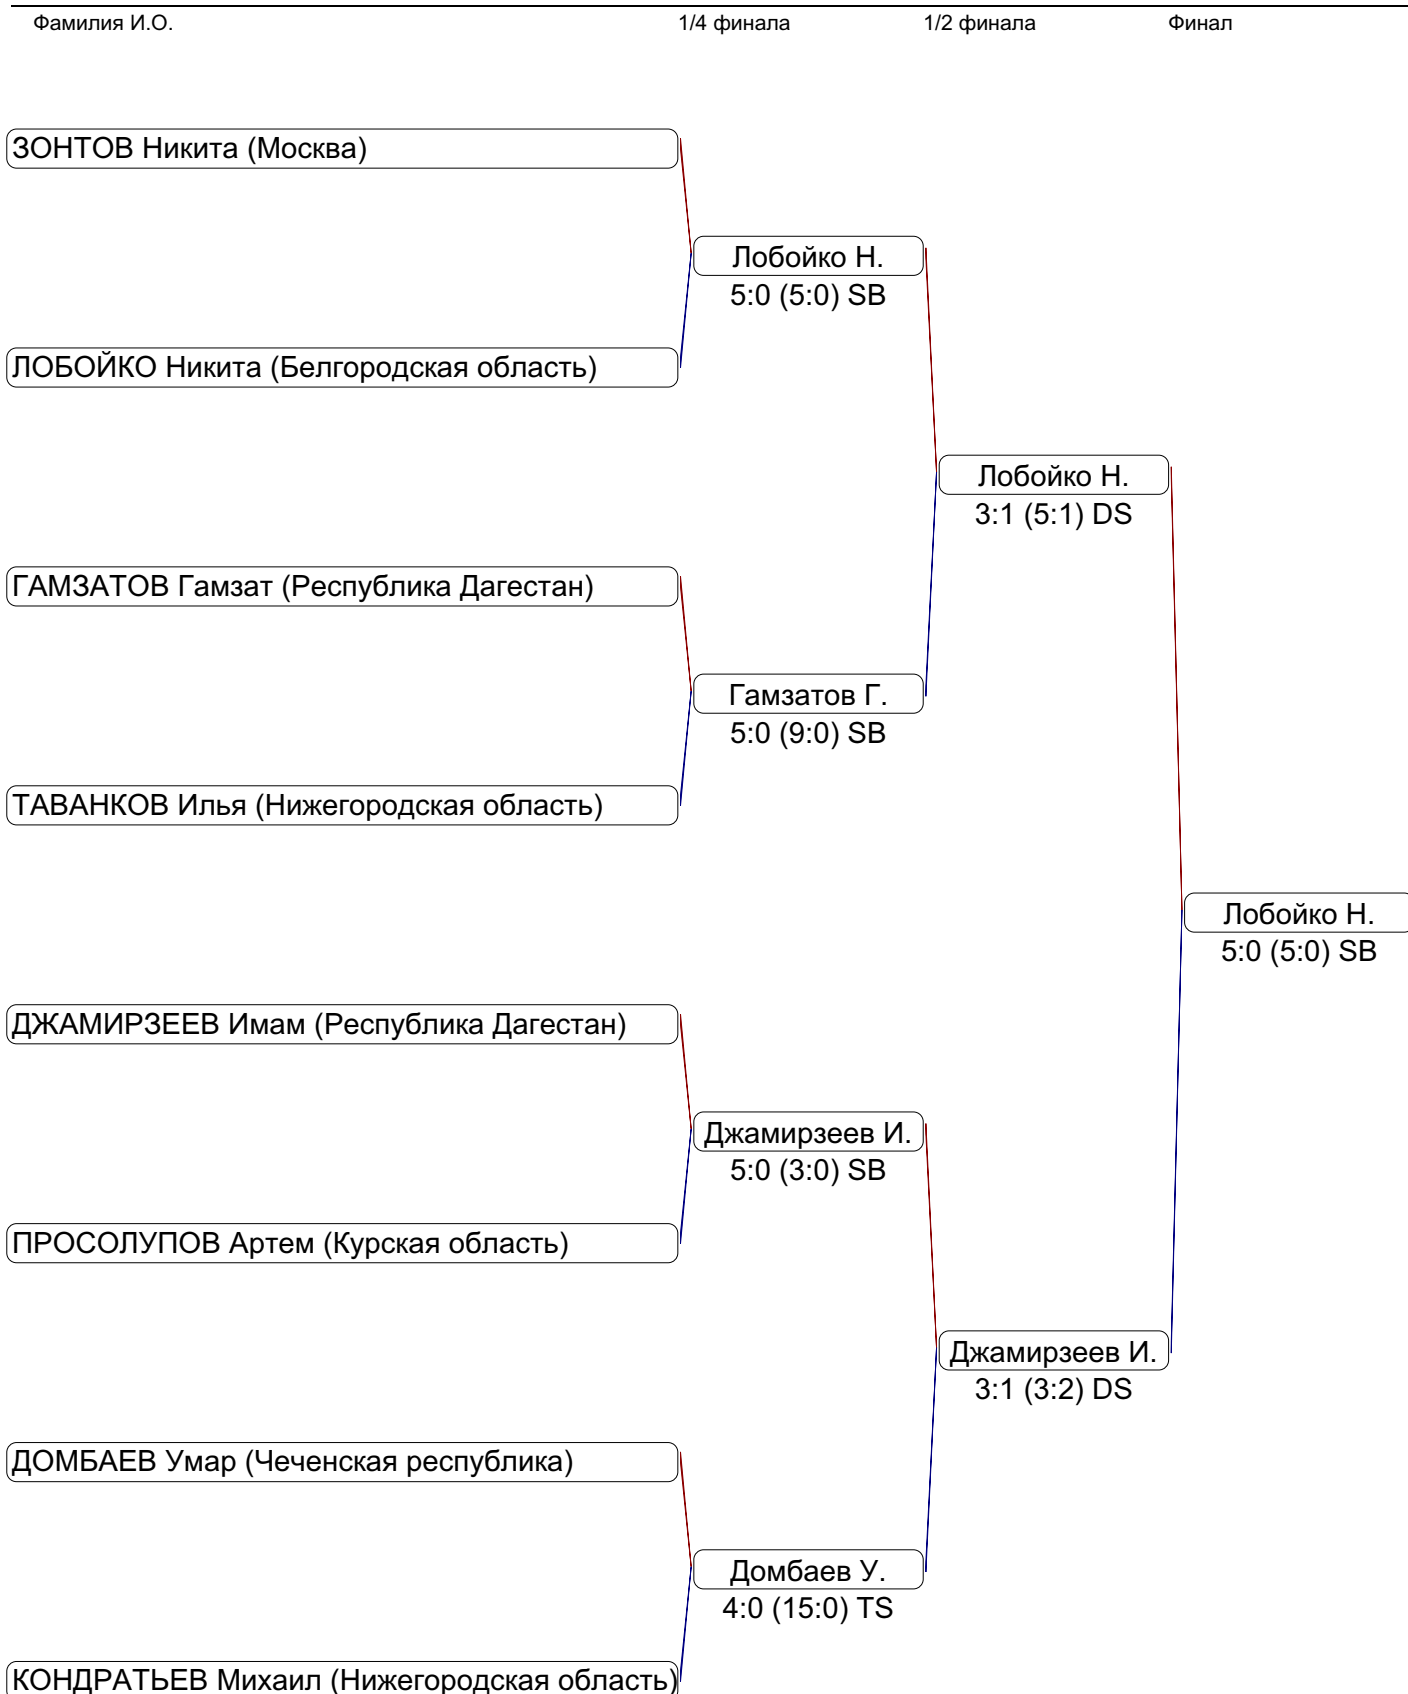 Фамилия И.О. 1/4 финала 1/2 финала Финал
ЗОНТОВ Никита (Москва)
Лобойко Н.
5:0 (5:0) SB
ЛОБОЙКО Никита (Белгородская область)
Лобойко Н.
3:1 (5:1) DS
ГАМЗАТОВ Гамзат (Республика Дагестан)
Гамзатов Г.
5:0 (9:0) SB
ТАВАНКОВ Илья (Нижегородская область)
Лобойко Н.
5:0 (5:0) SB
ДЖАМИРЗЕЕВ Имам (Республика Дагестан)
Джамирзеев И.
5:0 (3:0) SB
ПРОСОЛУПОВ Артем (Курская область)
Джамирзеев И.
3:1 (3:2) DS
ДОМБАЕВ Умар (Чеченская республика)
Домбаев У.
4:0 (15:0) TS
КОНДРАТЬЕВ Михаил (Нижегородская область)